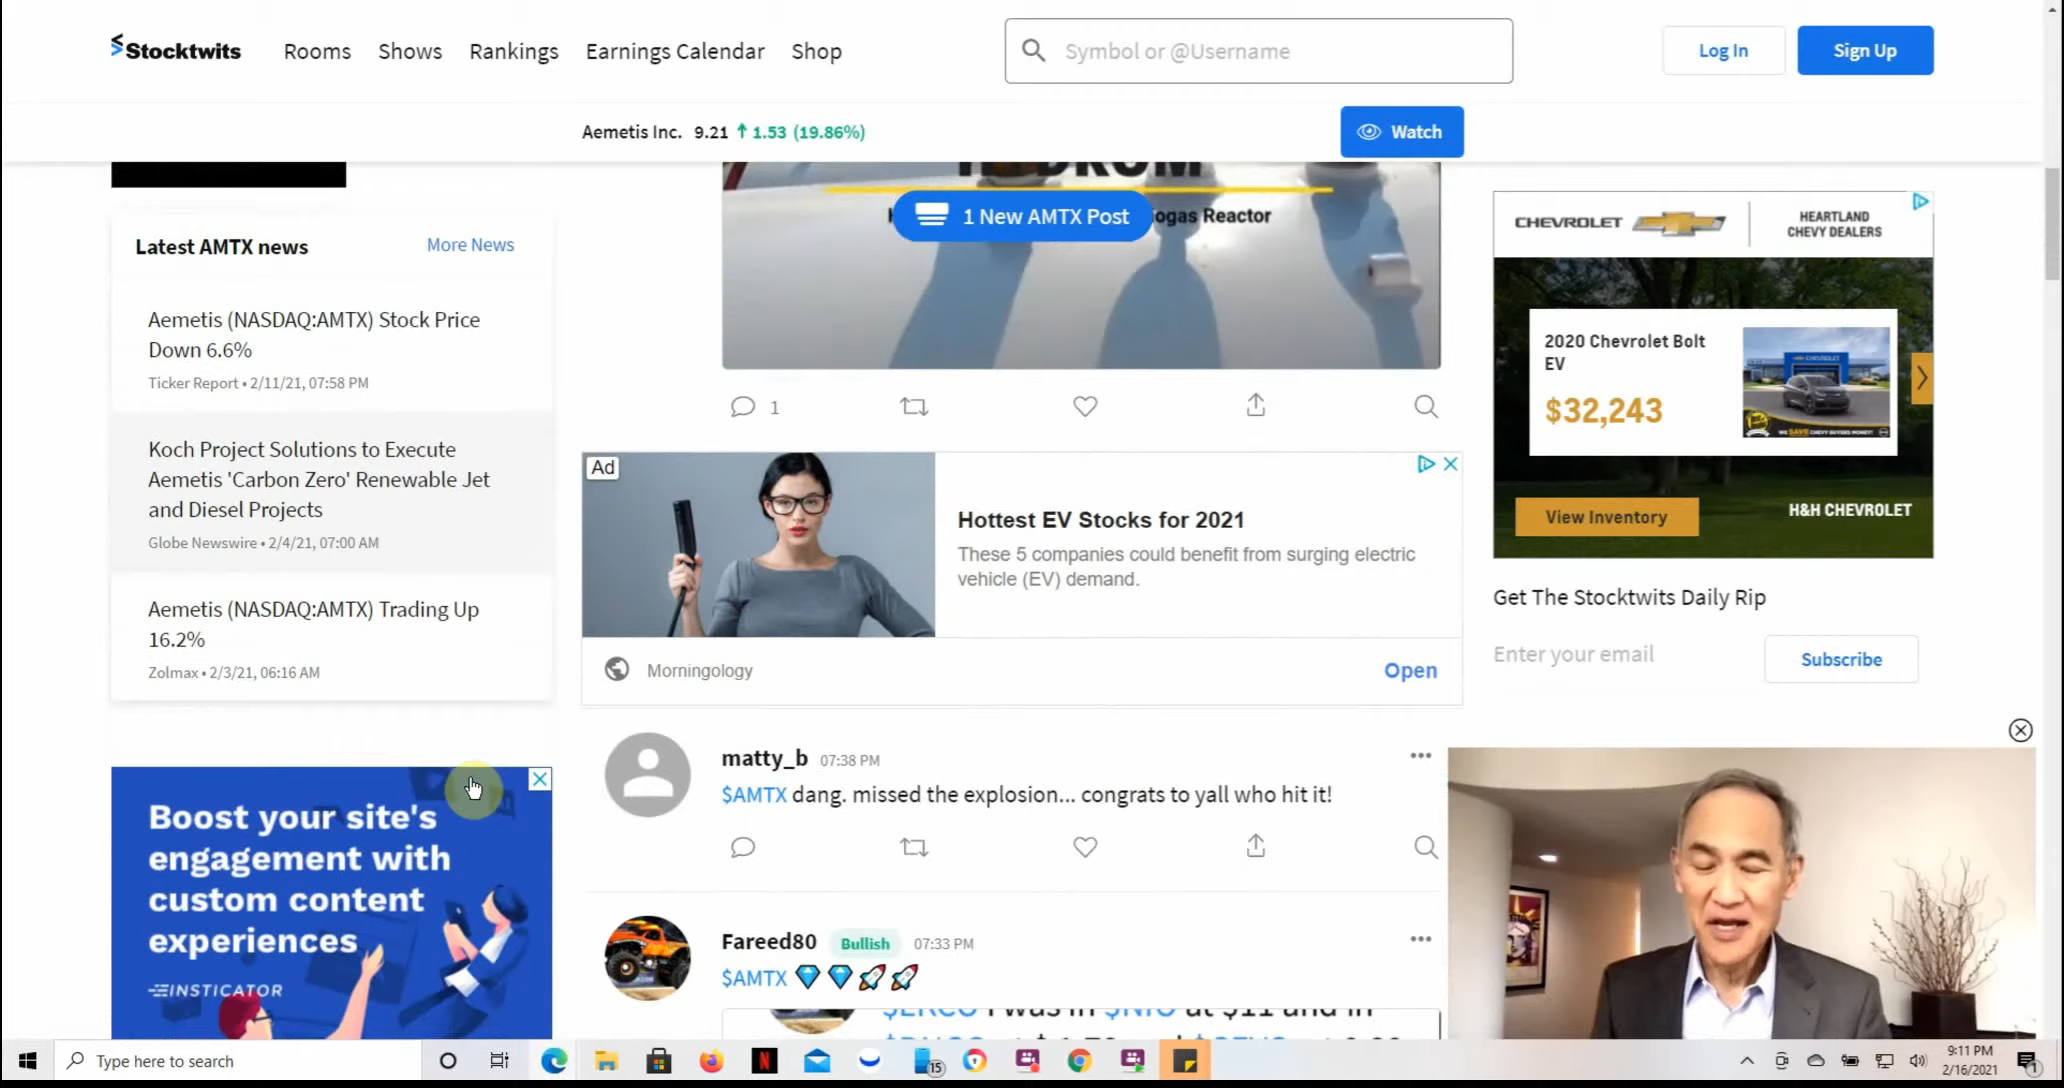 Stocktwits Rooms Shows Rankings Earnings Calendar Shop Symbol or @Username Log In Sign Up
Aemetis Inc. 9.21 1.53 (19.86%) Watch
1 New AMTX Post
iogas Reactor
Latest AMTX news More News
Aemetis (NASDAQ:AMTX) Stock Price
Down 6.6%
Ticker Report • 2/11/21, 07:58 PM
Koch Project Solutions to Execute
Aemetis 'Carbon Zero' Renewable Jet
and Diesel Projects
Globe Newswire • 2/4/21, 07:00 AM
Aemetis (NASDAQ:AMTX) Trading Up
16.2%
Zolmax • 2/3/21, 06:16 AM
Boost your site's
engagement with
custom content
experiences
INSTICATOR
1
Ad
Hottest EV Stocks for 2021
These 5 companies could benefit from surging electric
vehicle (EV) demand.
Morningology Open
matty_b 07:38 PM
$AMTX dang. missed the explosion... congrats to yall who hit it!
Fareed80 Bullish 07:33 PM
$AMTX 💎 💎 🚀 🚀
CHEVROLET
HEARTLAND
CHEVY DEALERS
2020 Chevrolet Bolt
EV
$32,243
View Inventory
H&H CHEVROLET
Get The Stocktwits Daily Rip
Enter your email Subscribe
Type here to search
15
9:11 PM
2/16/2021
1